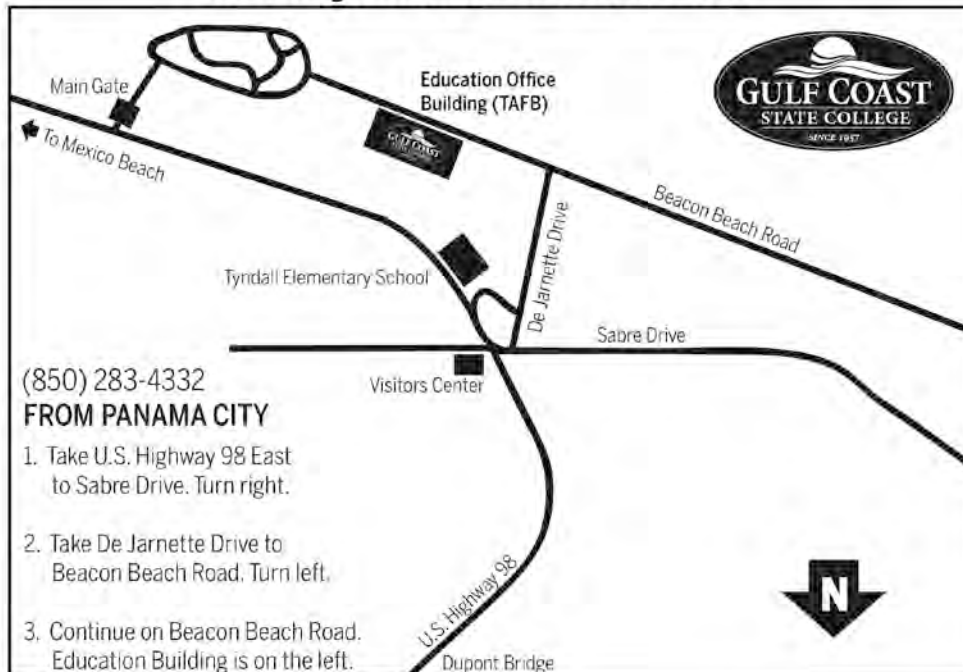 Main Gate
To Mexico Beach
Education Office
Building (TAFB)
GULF COAST
GULF COAST
STATE COLLEGE
SINCE 1957
Beacon Beach Road
De Jarnette Drive
Tyndall Elementary School
Sabre Drive
Visitors Center
(850) 283-4332
FROM PANAMA CITY
1. Take U.S. Highway 98 East
to Sabre Drive. Turn right.
2. Take De Jarnette Drive to
Beacon Beach Road. Turn left.
3. Continue on Beacon Beach Road.
Education Building is on the left.
U.S. Highway 98
Dupont Bridge
N